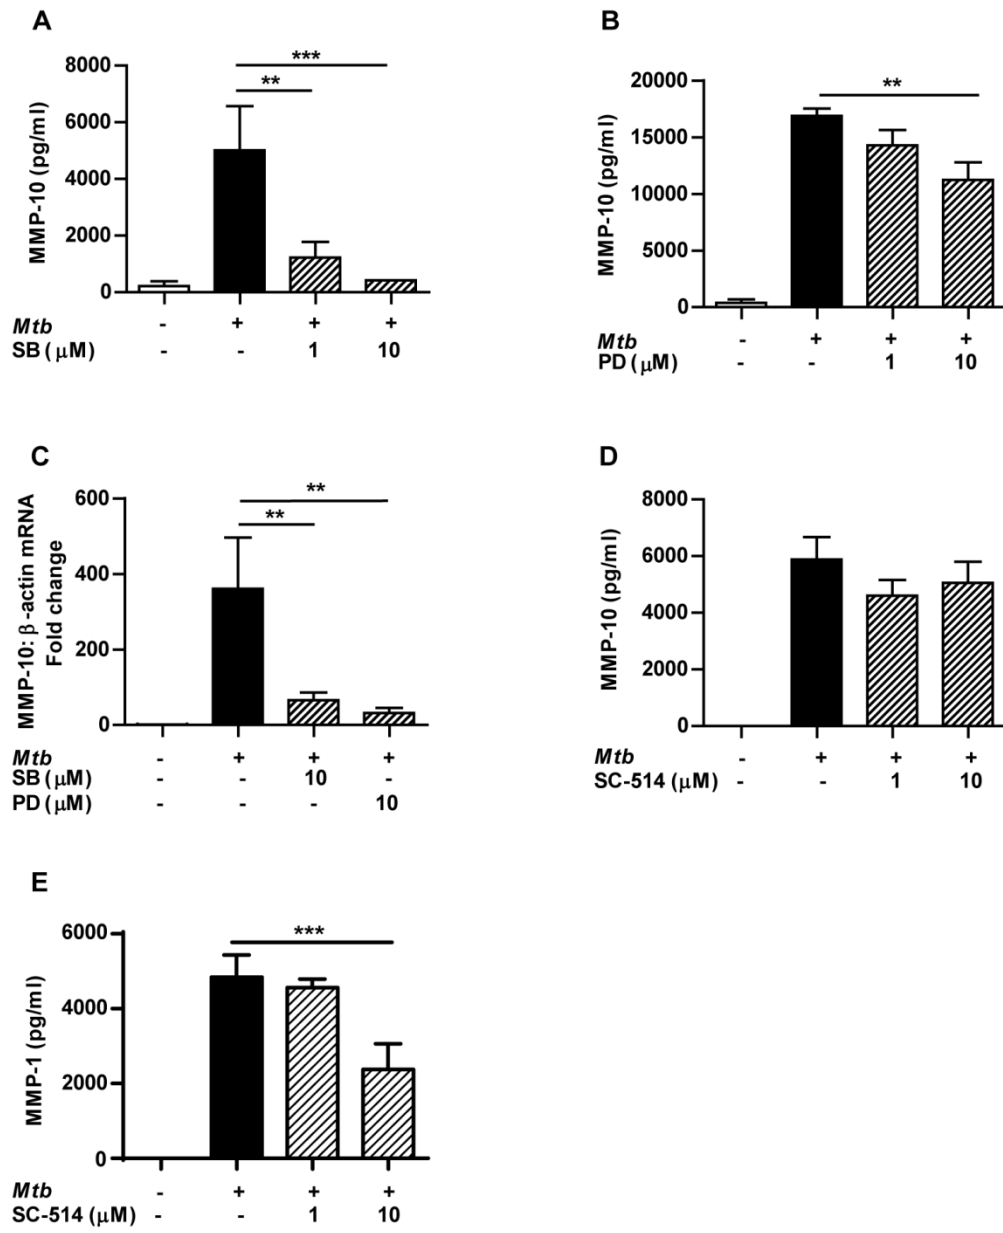 A
***
**
8000
6000
4000
2000
0
MMP-10 (pg/ml)
Mtb - + + +
SB ( μM) - - 1 10
B
**
20000
15000
10000
5000
0
MMP-10 (pg/ml)
Mtb - + + +
PD (μM) - - 1 10
C
**
**
600
400
200
0
MMP-10: β-actin mRNA
Fold change
Mtb - + + +
SB (μM) - - 10 -
PD (μM) - - - 10
D
8000
6000
4000
2000
0
MMP-10 (pg/ml)
Mtb - + + +
SC-514 (μM) - - 1 10
E
***
6000
4000
2000
0
MMP-1 (pg/ml)
Mtb - + + +
SC-514 (μM) - - 1 10